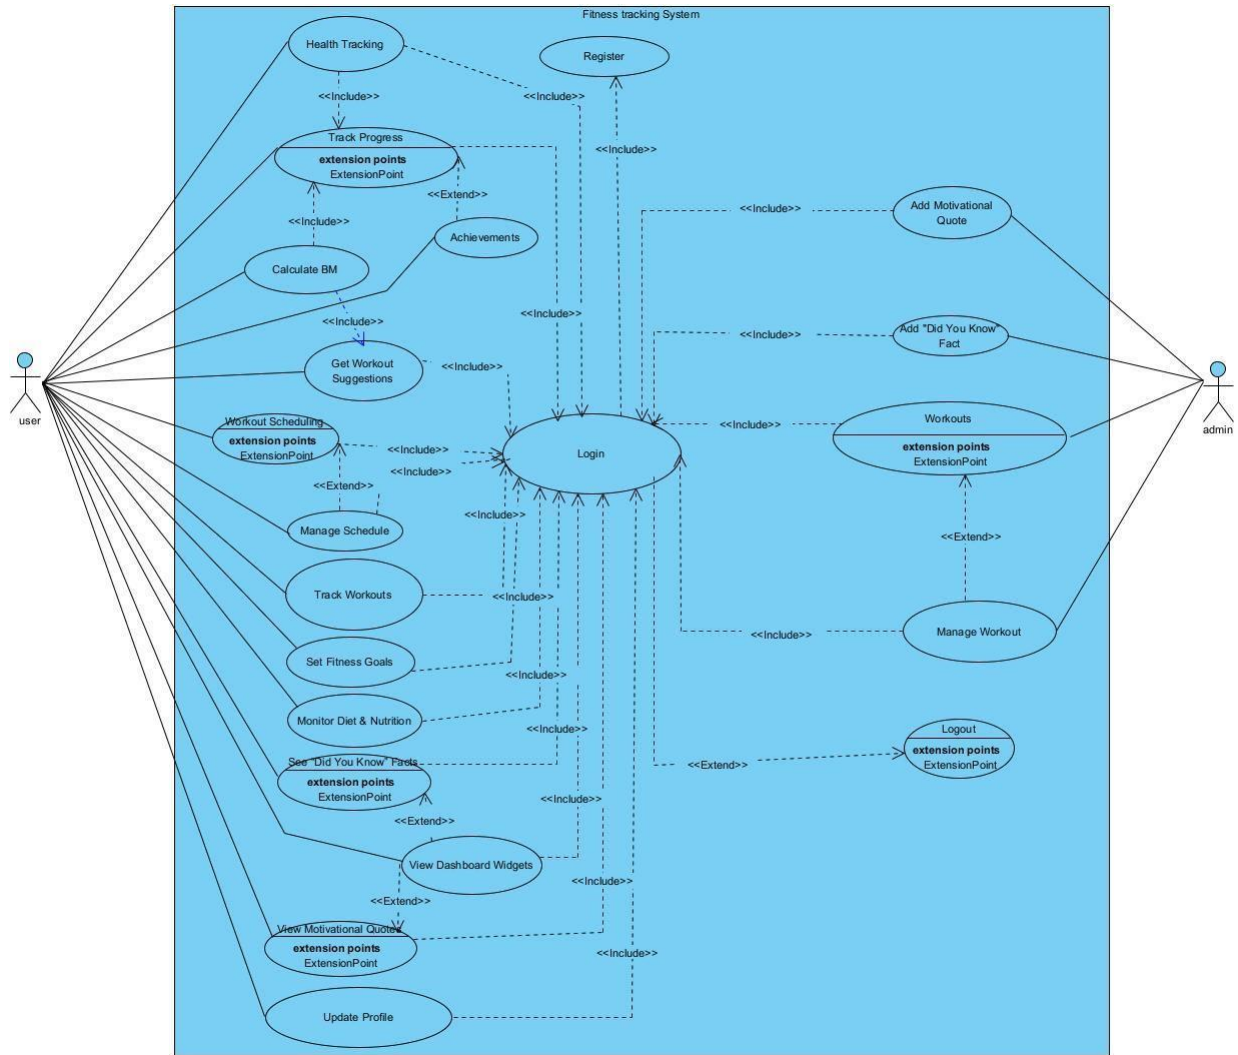 Fitness tracking System
Health Tracking
Register
<<Include>>
<<Include>>
<<Include>>
Track Progress
extension points
ExtensionPoint
<<Extend>>
<<Include>>
Achievements
Calculate BM
<<Include>>
<<Include>>
Get Workout
Suggestions
<<Include>>
user
Workout Scheduling
extension points
ExtensionPoint
<<Include>>
<<Include>>
<<Extend>>
Manage Schedule
<<Include>>
Login
Track Workouts
<<Include>>
Set Fitness Goals
<<Include>>
Monitor Diet & Nutrition
<<Include>>
See "Did You Know" Facts
extension points
ExtensionPoint
<<Include>>
<<Extend>>
View Dashboard Widgets
<<Include>>
<<Extend>>
View Motivational Quotes
extension points
ExtensionPoint
<<Include>>
Update Profile
<<Include>>
Add Motivational
Quote
<<Include>>
Add "Did You Know"
Fact
<<Include>>
Workouts
extension points
ExtensionPoint
admin
<<Extend>>
Manage Workout
<<Include>>
Logout
extension points
ExtensionPoint
<<Extend>>